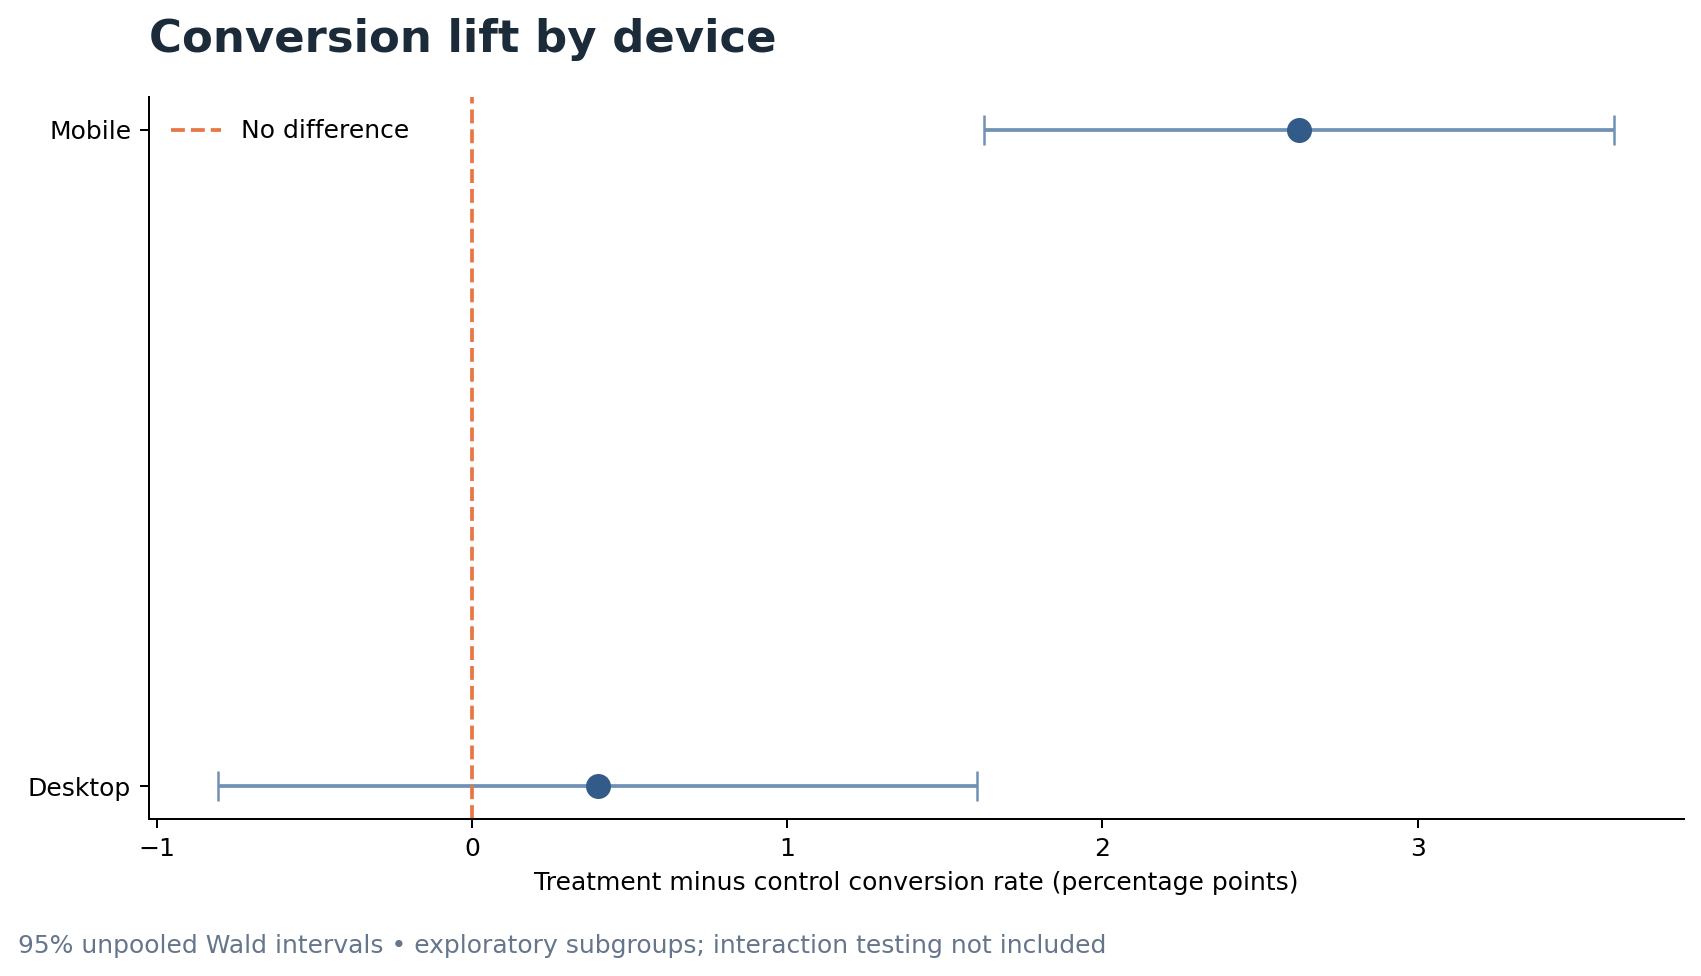 Conversion lift by device
Mobile
No difference
Desktop
−1 0 1 2 3
Treatment minus control conversion rate (percentage points)
95% unpooled Wald intervals • exploratory subgroups; interaction testing not included